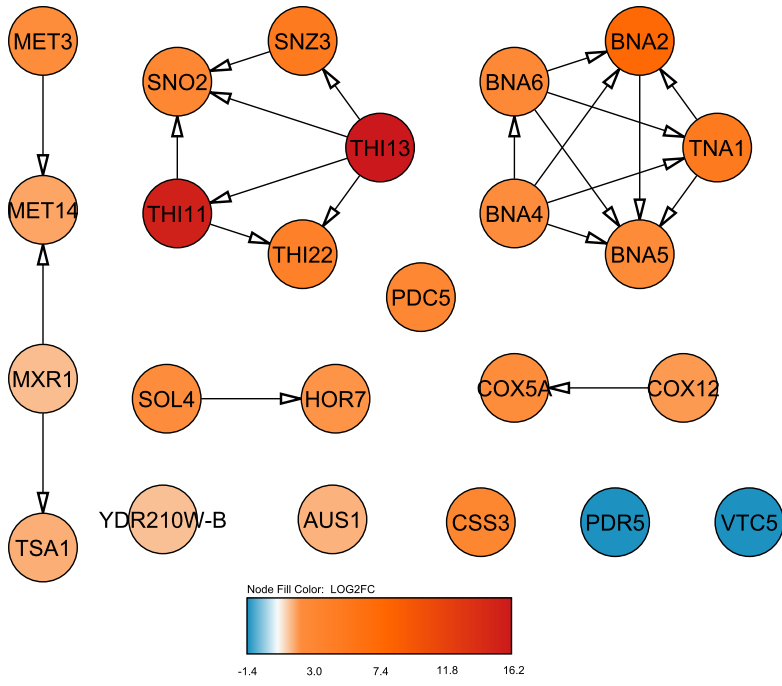 MET3
SNZ3
BNA2
SNO2
BNA6
THI13
TNA1
MET14
THI11
BNA4
THI22
BNA5
PDC5
MXR1
SOL4
HOR7
COX5A
COX12
YDR210W-B
AUS1
CSS3
PDR5
VTC5
TSA1
Node Fill Color: LOG2FC
-1.4 3.0 7.4 11.8 16.2